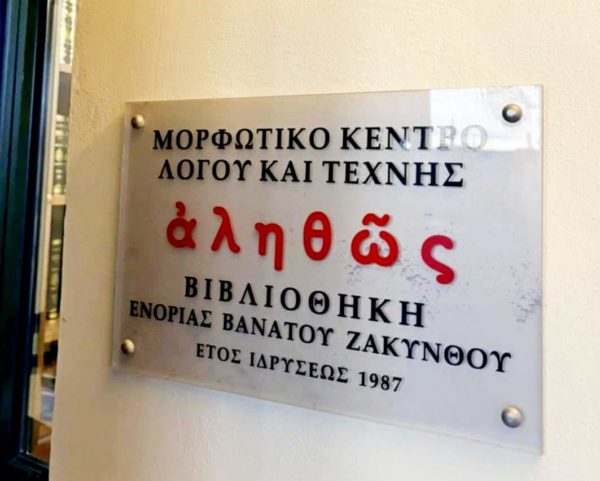 ΜΟΡΦΩΤΙΚΟ ΚΕΝΤΡΟ
ΛΟΓΟΥ ΚΑΙ ΤΕΧΝΗΣ
ἀληθῶς
ΒΙΒΛΙΟΘΗΚΗ
ΕΝΟΡΙΑΣ ΒΑΝΑΤΟΥ ΖΑΚΥΝΘΟΥ
ΕΤΟΣ ΙΔΡΥΣΕΩΣ 1987